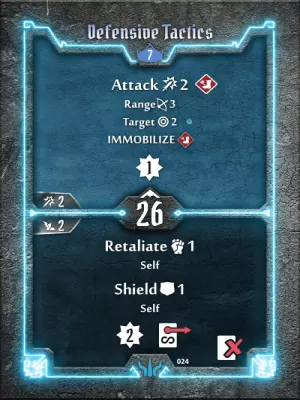 Defensive Tactics
7
Attack 2
Range 3
Target 2
IMMOBILIZE
1
2
26
2
Retaliate 1
Self
Shield 1
Self
2
024